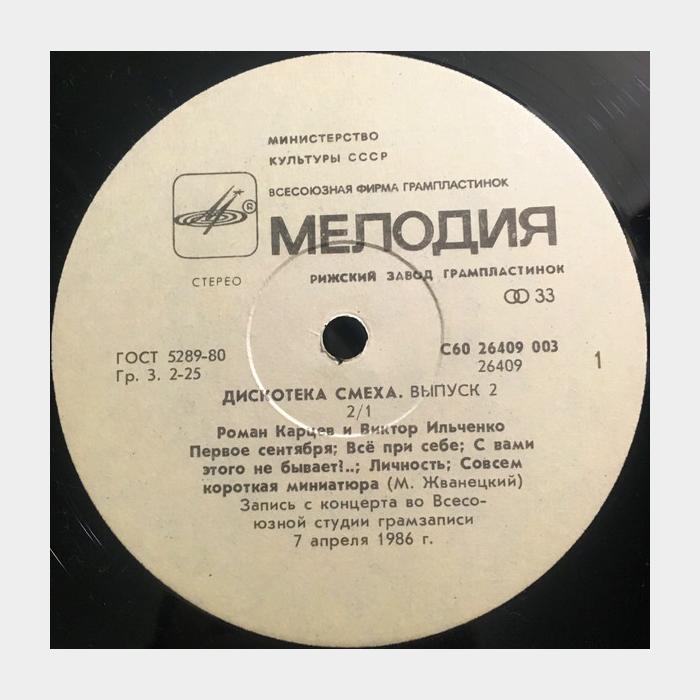 МИНИСТЕРСТВО
КУЛЬТУРЫ СССР
ВСЕСОЮЗНАЯ ФИРМА ГРАМПЛАСТИНОК
®
МЕЛОДИЯ
СТЕРЕО
РИЖСКИЙ ЗАВОД ГРАМПЛАСТИНОК
33
ГОСТ 5289-80
Гр. 3. 2-25
С60 26409 003
26409
1
ДИСКОТЕКА СМЕХА. ВЫПУСК 2
2/1
Роман Карцев и Виктор Ильченко
Первое сентября; Всё при себе; С вами
этого не бывает?..; Личность; Совсем
короткая миниатюра (М. Жванецкий)
Запись с концерта во Всесо-
юзной студии грамзаписи
7 апреля 1986 г.